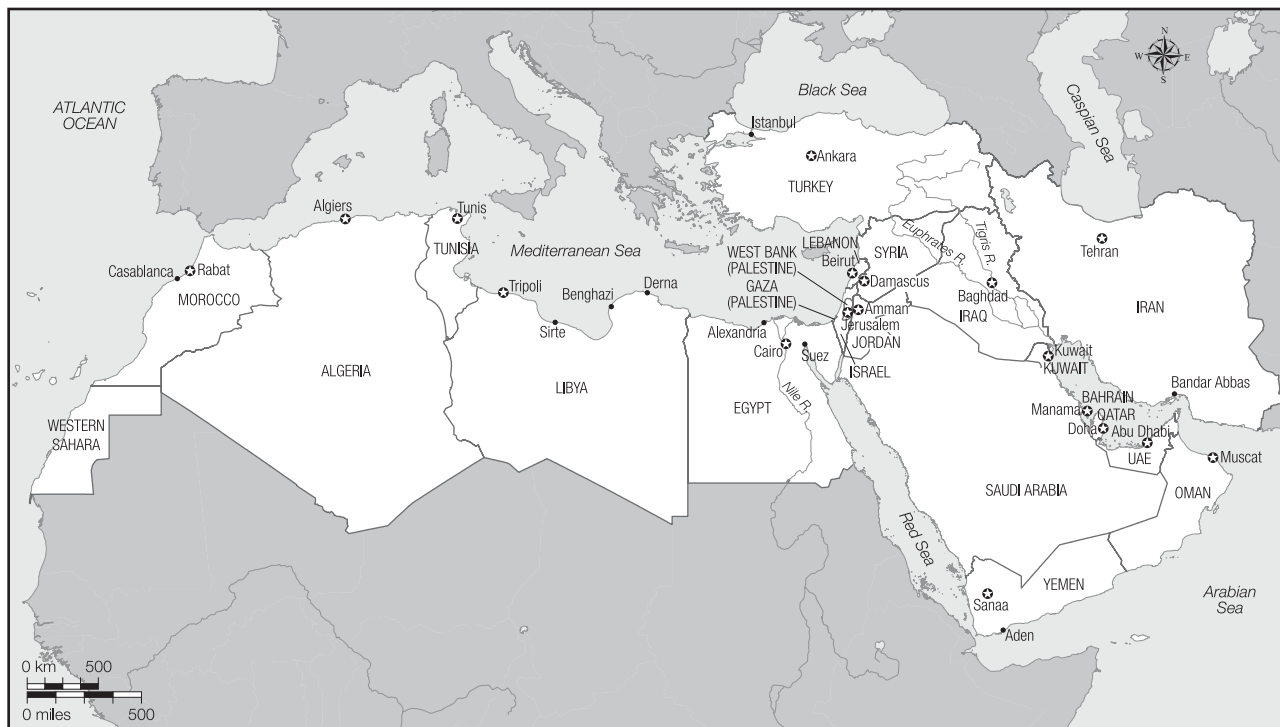 N
W
E
S
ATLANTIC
OCEAN
Black Sea
Caspian Sea
Istanbul
Ankara
TURKEY
Algiers
Tunis
TUNISIA
Mediterranean Sea
LEBANON
Beirut
SYRIA
Euphrates R.
Tigris R.
Tehran
WEST BANK
(PALESTINE)
GAZA
(PALESTINE)
Damascus
Baghdad
IRAQ
IRAN
Casablanca
Rabat
MOROCCO
Tripoli
Benghazi
Derna
Sirte
Alexandria
Amman
Jerusalem
JORDAN
Cairo
Suez
ISRAEL
Kuwait
KUWAIT
ALGERIA
LIBYA
EGYPT
Nile R.
Bandar Abbas
BAHRAIN
Manama
QATAR
Doha
Abu Dhabi
UAE
Muscat
WESTERN
SAHARA
SAUDI ARABIA
OMAN
Red Sea
YEMEN
Sanaa
Aden
Arabian
Sea
0 km 500
0 miles 500